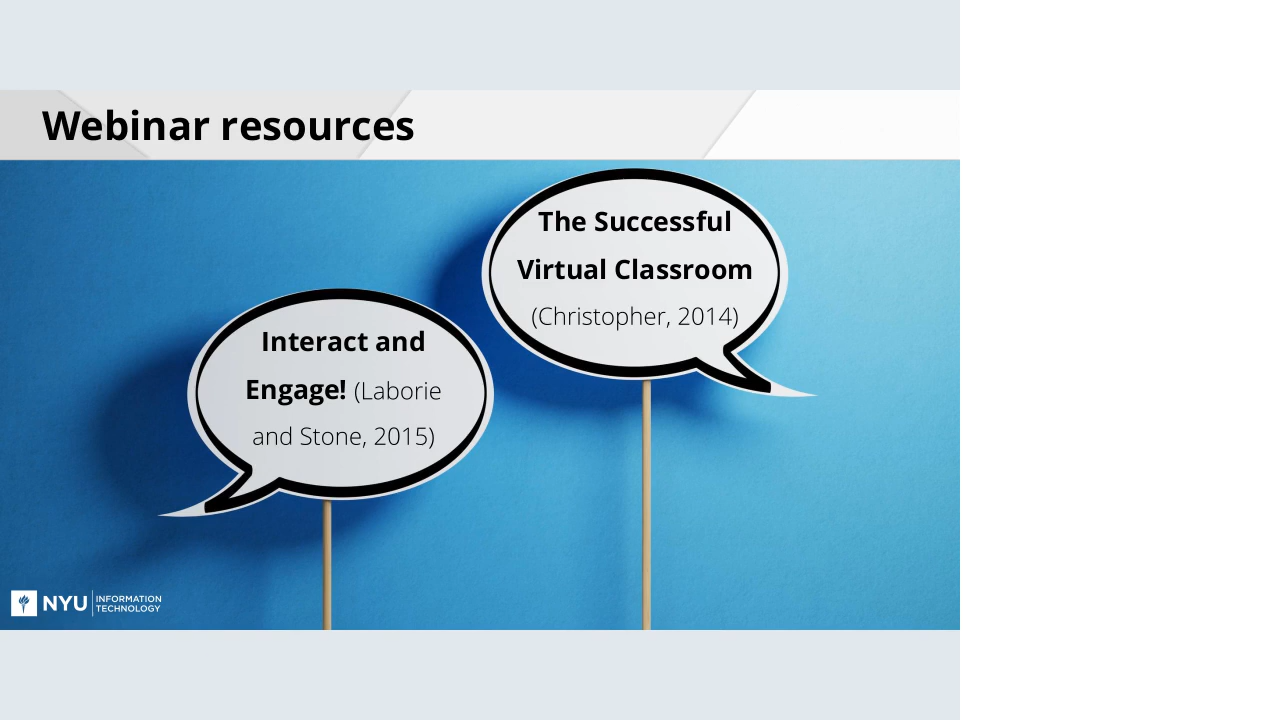 Webinar resources
The Successful
Virtual Classroom
(Christopher, 2014)
Interact and
Engage! (Laborie
and Stone, 2015)
NYU INFORMATION
TECHNOLOGY